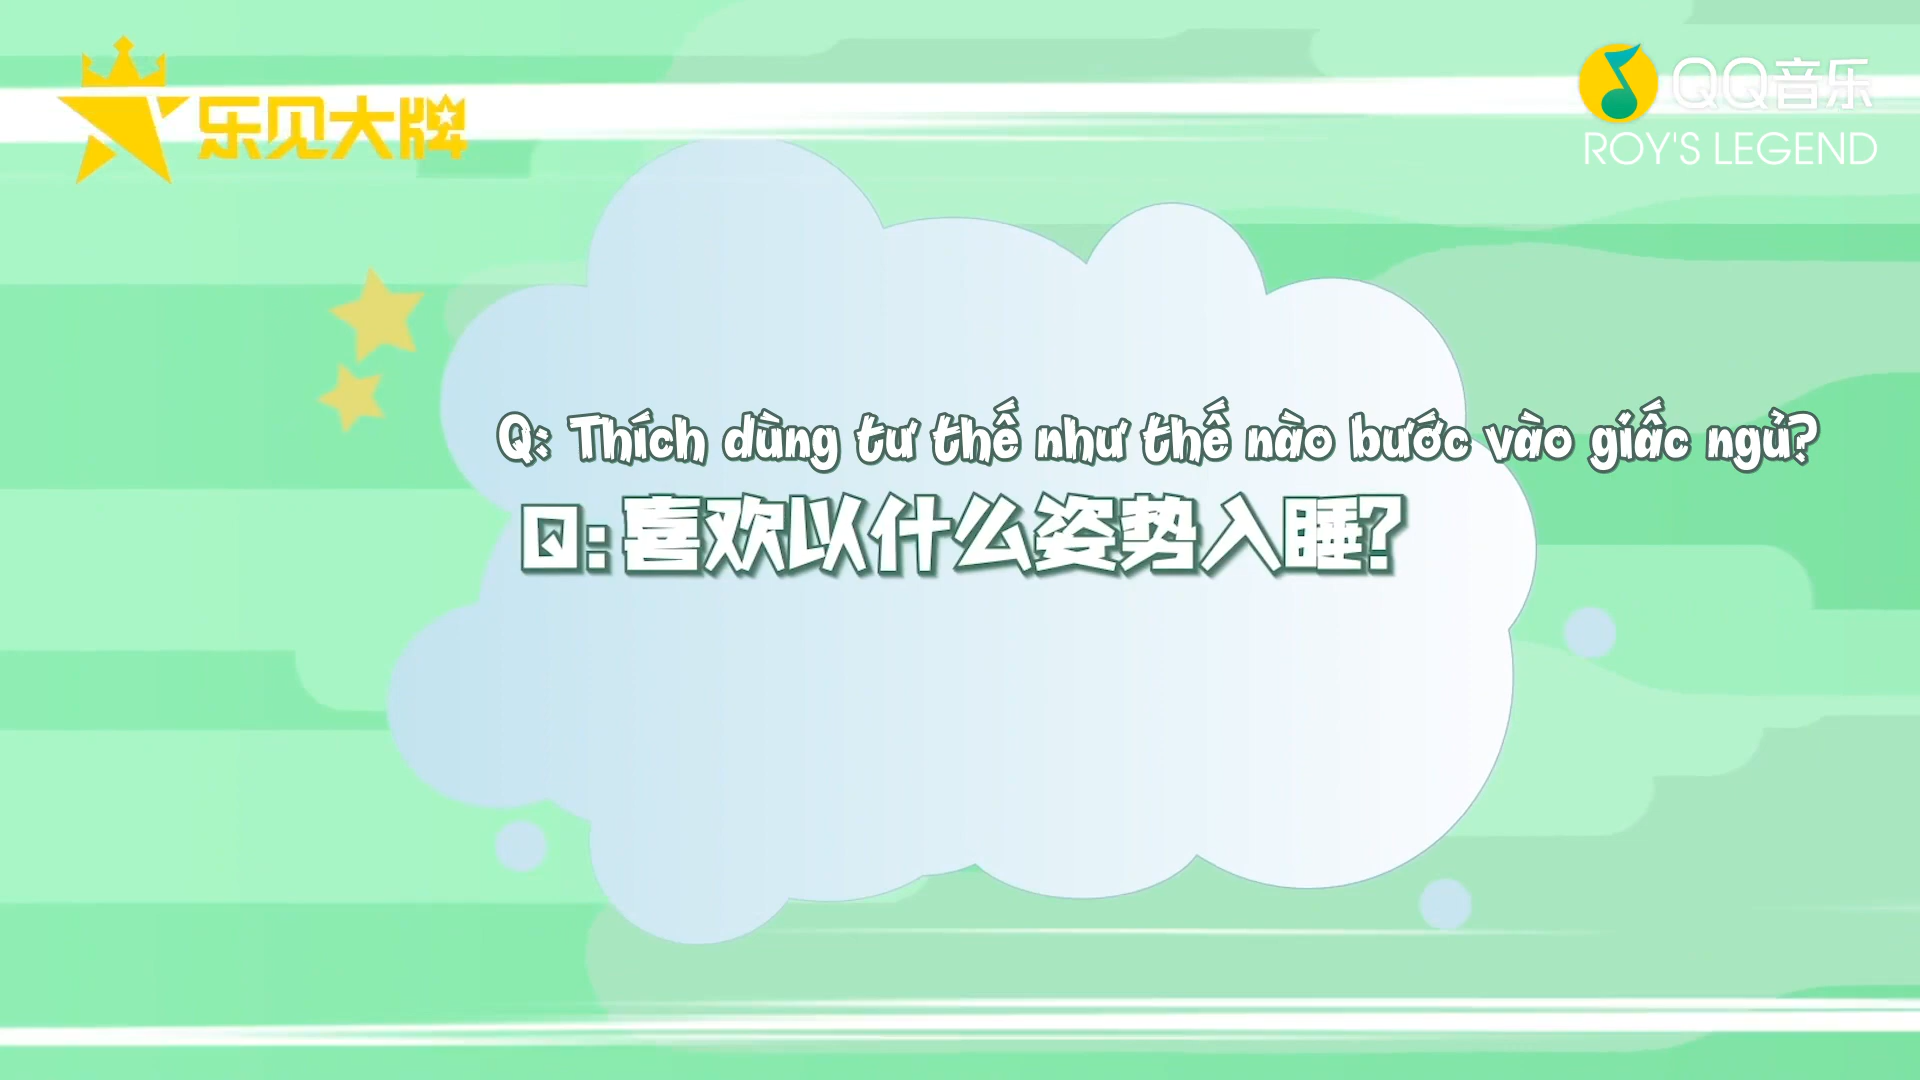 乐见大牌
QQ音乐
ROY'S LEGEND
Q: Thích dùng tư thế như thế nào bước vào giấc ngủ?
Q:喜欢以什么姿势入睡?